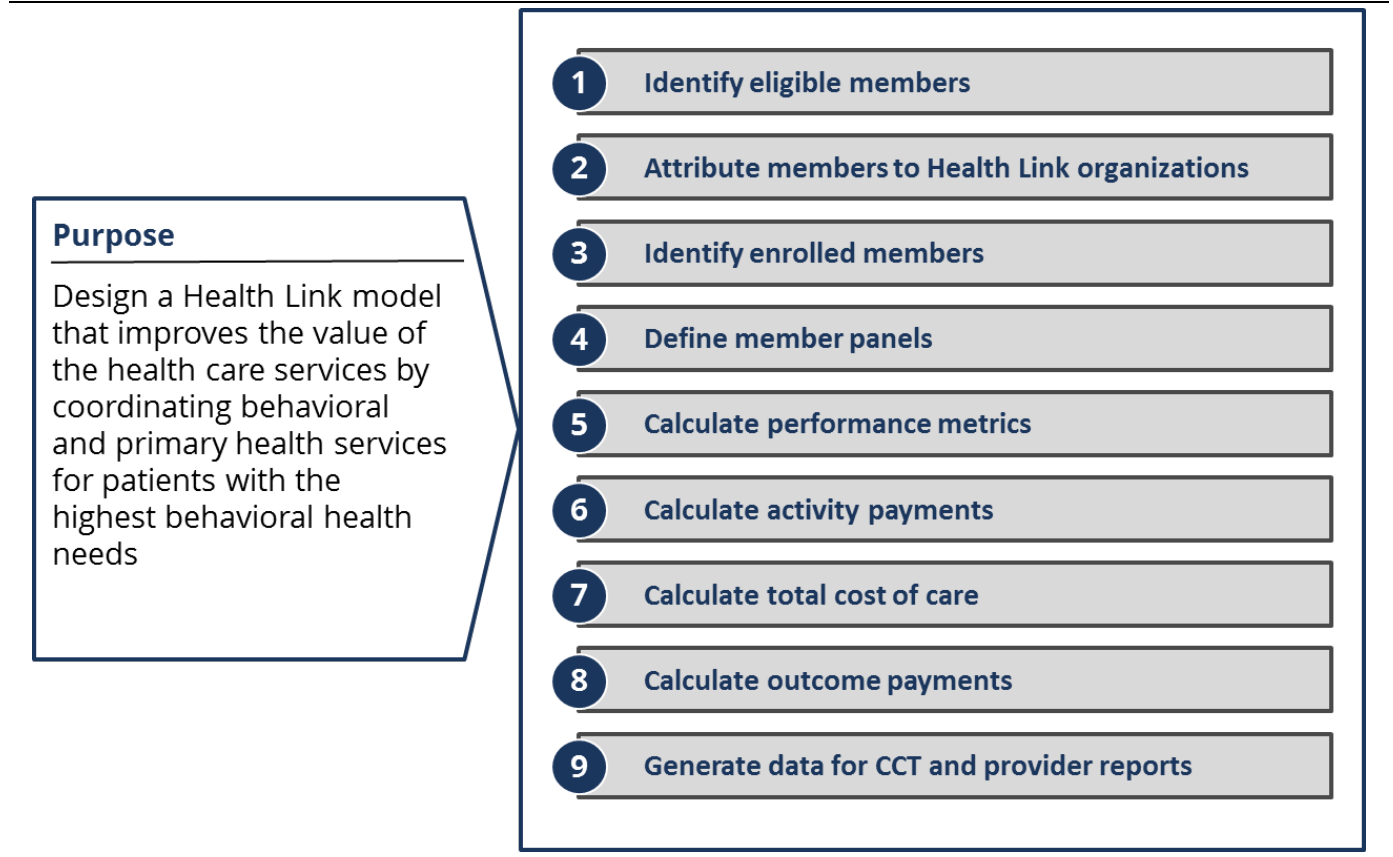 Purpose
Design a Health Link model
that improves the value of
the health care services by
coordinating behavioral
and primary health services
for patients with the
highest behavioral health
needs
1 Identify eligible members
2 Attribute members to Health Link organizations
3 Identify enrolled members
4 Define member panels
5 Calculate performance metrics
6 Calculate activity payments
7 Calculate total cost of care
8 Calculate outcome payments
9 Generate data for CCT and provider reports